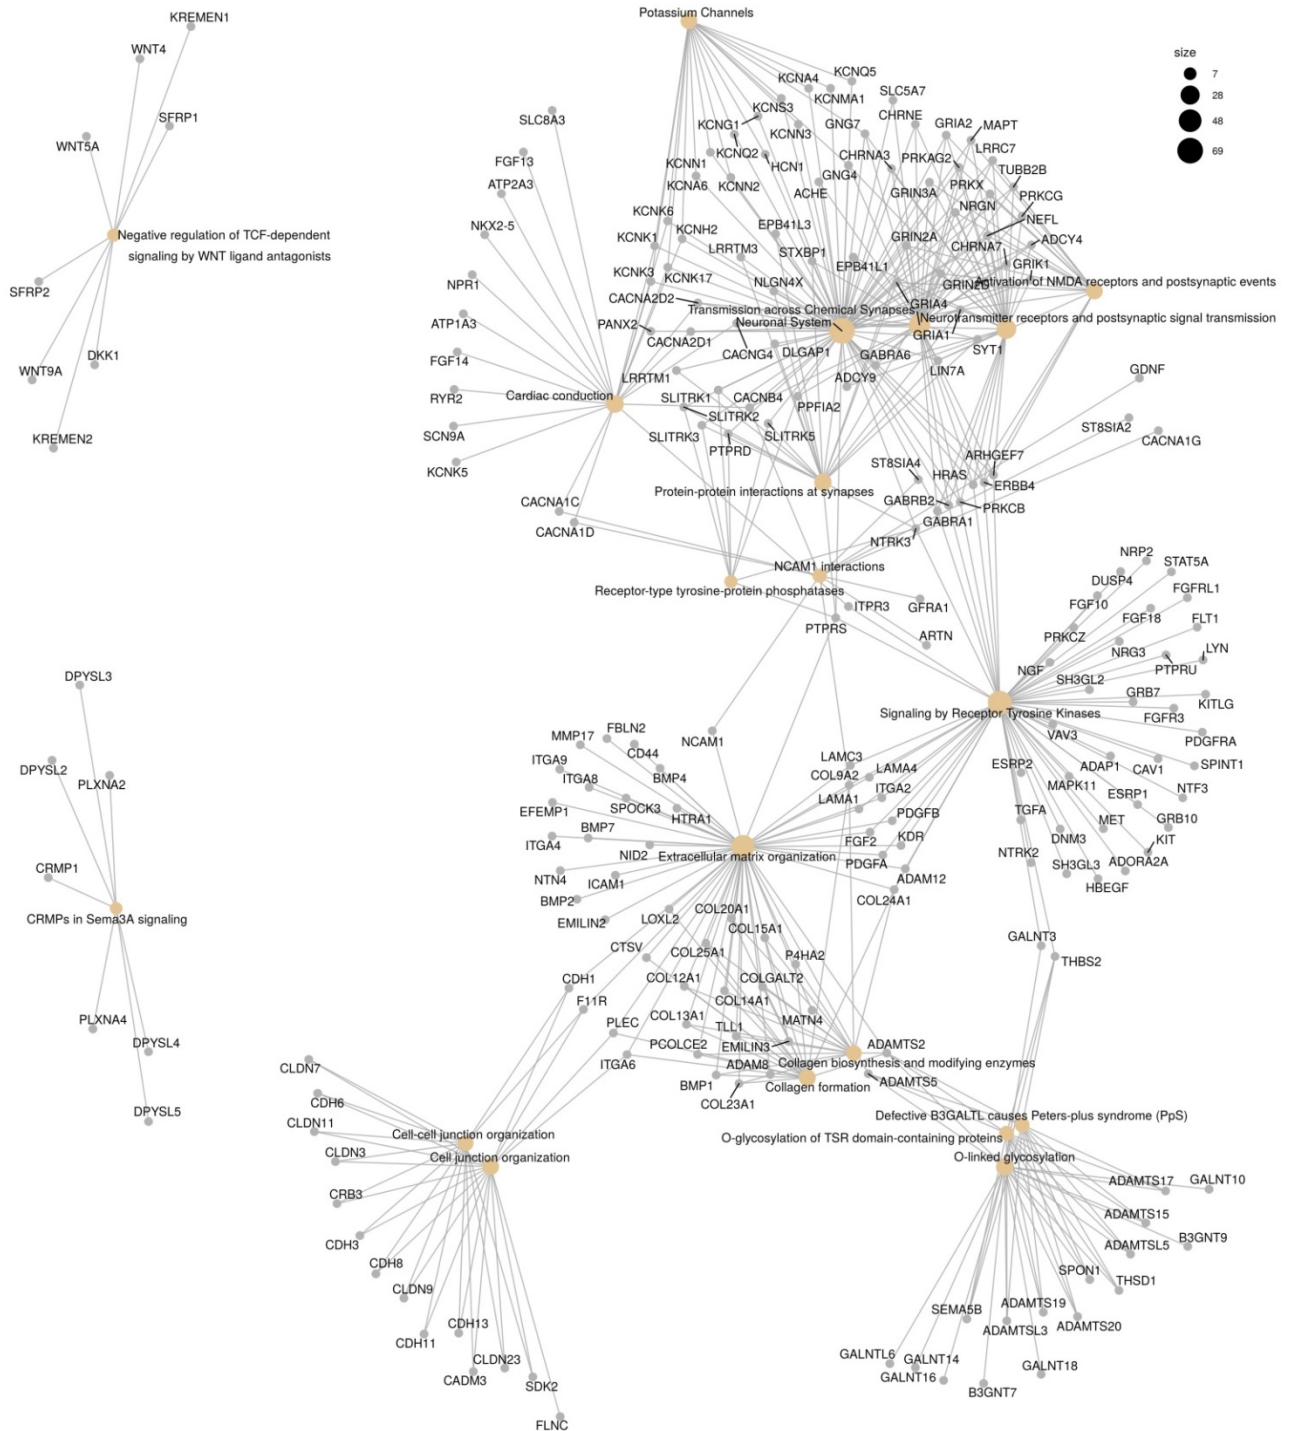 KREMEN1
Potassium Channels
WNT4
size
7
28
48
69
KCNQ5
KCNA4
SLC5A7
KCNMA1
KCNS3
CHRNE
SFRP1
SLC8A3
KCNG1
KCNN3
GNG7
GRIA2
MAPT
WNT5A
KCNQ2
HCN1
CHRNA3
PRKAG2
LRRC7
FGF13
KCNN1
TUBB2B
ATP2A3
KCNA6
KCNN2
GNG4
ACHE
GRIN3A
PRKX
PRKCG
NRGN
NEFL
KCNK6
NKX2-5
KCNK1
KCNH2
EPB41L3
GRIN2A
CHRNA7
ADCY4
Negative regulation of TCF-dependent
signaling by WNT ligand antagonists
LRRTM3
STXBP1
EPB41L1
GRIK1
KCNK3
KCNK17
NPR1
NLGN4X
GRIN2D
Activation of NMDA receptors and postsynaptic events
SFRP2
CACNA2D2
GRIA4
Transmission across Chemical Synapses
Neuronal System
Neurotransmitter receptors and postsynaptic signal transmission
ATP1A3
PANX2
GRIA1
CACNA2D1
CACNG4
DLGAP1
GABRA6
SYT1
DKK1
FGF14
LIN7A
WNT9A
LRRTM1
ADCY9
GDNF
RYR2
Cardiac conduction
SLITRK1
CACNB4
PPFIA2
SLITRK2
ST8SIA2
SCN9A
SLITRK3
SLITRK5
CACNA1G
KREMEN2
PTPRD
KCNK5
ST8SIA4
ARHGEF7
HRAS
ERBB4
Protein-protein interactions at synapses
CACNA1C
GABRB2
PRKCB
GABRA1
CACNA1D
NTRK3
NRP2
STAT5A
NCAM1 interactions
DUSP4
Receptor-type tyrosine-protein phosphatases
FGFRL1
FGF10
ITPR3
GFRA1
FGF18
FLT1
PTPRS
ARTN
PRKCZ
NRG3
LYN
NGF
PTPRU
DPYSL3
SH3GL2
GRB7
KITLG
Signaling by Receptor Tyrosine Kinases
FGFR3
FBLN2
MMP17
NCAM1
VAV3
PDGFRA
CD44
ITGA9
LAMC3
ESRP2
ADAP1
CAV1
SPINT1
DPYSL2
ITGA8
BMP4
COL9A2
LAMA4
PLXNA2
MAPK11
ITGA2
ESRP1
NTF3
EFEMP1
SPOCK3
LAMA1
TGFA
HTRA1
PDGFB
MET
GRB10
BMP7
KDR
DNM3
KIT
ITGA4
FGF2
NID2
Extracellular matrix organization
NTRK2
CRMP1
PDGFA
SH3GL3
ADORA2A
NTN4
ICAM1
ADAM12
HBEGF
BMP2
COL24A1
CRMPs in Sema3A signaling
EMILIN2
LOXL2
COL20A1
COL15A1
GALNT3
CTSV
COL25A1
P4HA2
THBS2
CDH1
COL12A1
COLGALT2
F11R
COL14A1
PLXNA4
PLEC
COL13A1
TLL1
MATN4
DPYSL4
PCOLCE2
EMILIN3
ADAMTS2
CLDN7
ITGA6
ADAM8
Collagen biosynthesis and modifying enzymes
BMP1
Collagen formation
ADAMTS5
CDH6
COL23A1
DPYSL5
CLDN11
Defective B3GALTL causes Peters-plus syndrome (PpS)
Cell-cell junction organization
O-glycosylation of TSR domain-containing proteins
CLDN3
Cell junction organization
O-linked glycosylation
CRB3
ADAMTS17
GALNT10
ADAMTS15
CDH3
ADAMTSL5
B3GNT9
CDH8
SPON1
THSD1
CLDN9
SEMA5B
ADAMTS19
CDH13
ADAMTSL3
ADAMTS20
CDH11
CLDN23
GALNTL6
GALNT14
GALNT18
CADM3
SDK2
GALNT16
B3GNT7
FLNC